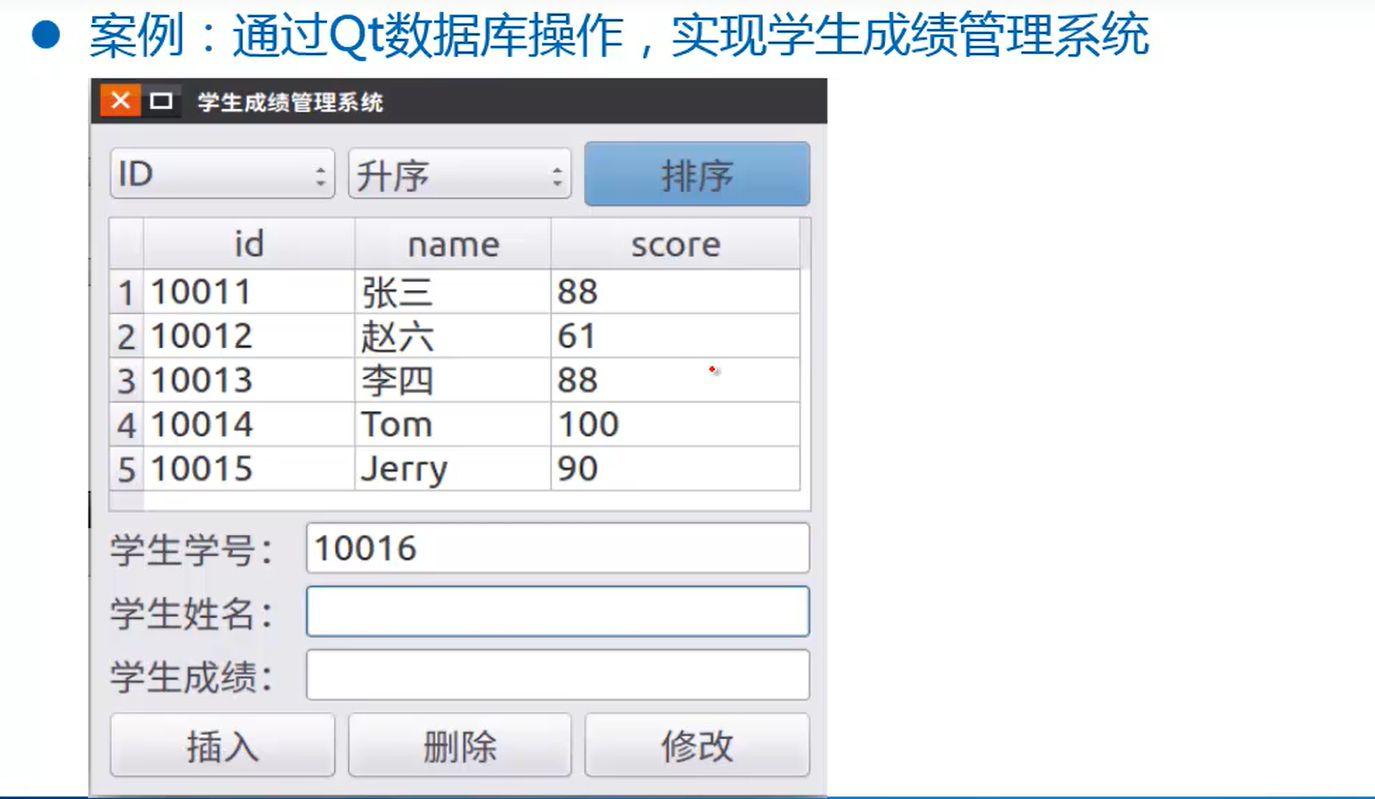 ● 案例：通过Qt数据库操作，实现学生成绩管理系统
学生成绩管理系统
ID 升序 排序
id name score
1 10011 张三 88
2 10012 赵六 61
3 10013 李四 88
4 10014 Tom 100
5 10015 Jerry 90
学生学号： 10016
学生姓名：
学生成绩：
插入 删除 修改